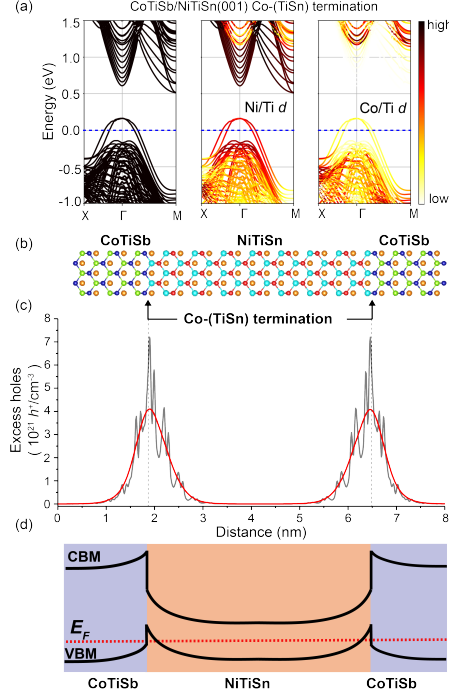 (a) CoTiSb/NiTiSn(001) Co-(TiSn) termination
Energy (eV)
1.5
1.0
0.5
0.0
-0.5
-1.0
X Γ M X Γ M X Γ M
Ni/Ti d
Co/Ti d
high
low
(b) CoTiSb NiTiSn CoTiSb
Co-(TiSn) termination
(c)
Excess holes
( 10²¹ h⁺/cm⁻³ )
8
7
6
5
4
3
2
1
0
0 1 2 3 4 5 6 7 8
Distance (nm)
(d)
CBM
E_F
VBM
CoTiSb NiTiSn CoTiSb